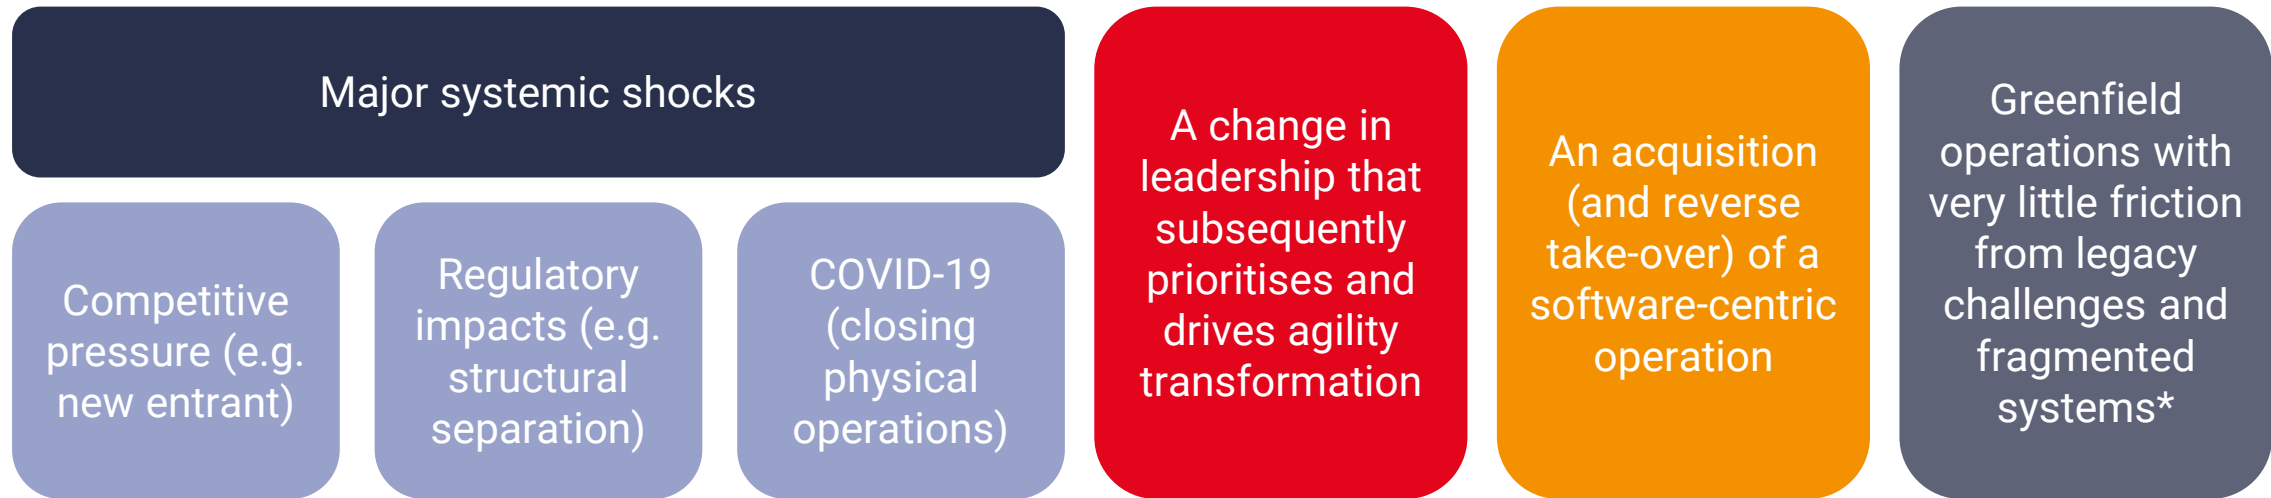 Major systemic shocks
Competitive
pressure (e.g.
new entrant)
Regulatory
impacts (e.g.
structural
separation)
COVID-19
(closing
physical
operations)
A change in
leadership that
subsequently
prioritises and
drives agility
transformation
An acquisition
(and reverse
take-over) of a
software-centric
operation
Greenfield
operations with
very little friction
from legacy
challenges and
fragmented
systems*